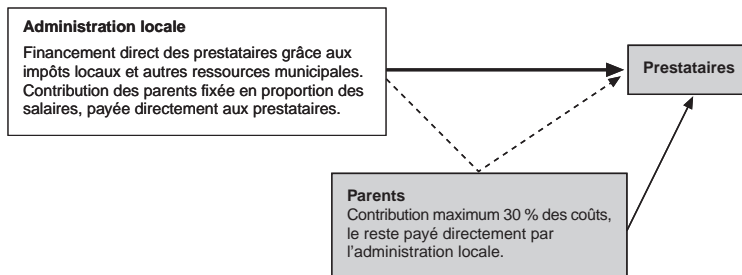 Administration locale
Financement direct des prestataires grâce aux
impôts locaux et autres ressources municipales.
Contribution des parents fixée en proportion des
salaires, payée directement aux prestataires.
Prestataires
Parents
Contribution maximum 30 % des coûts,
le reste payé directement par
l’administration locale.